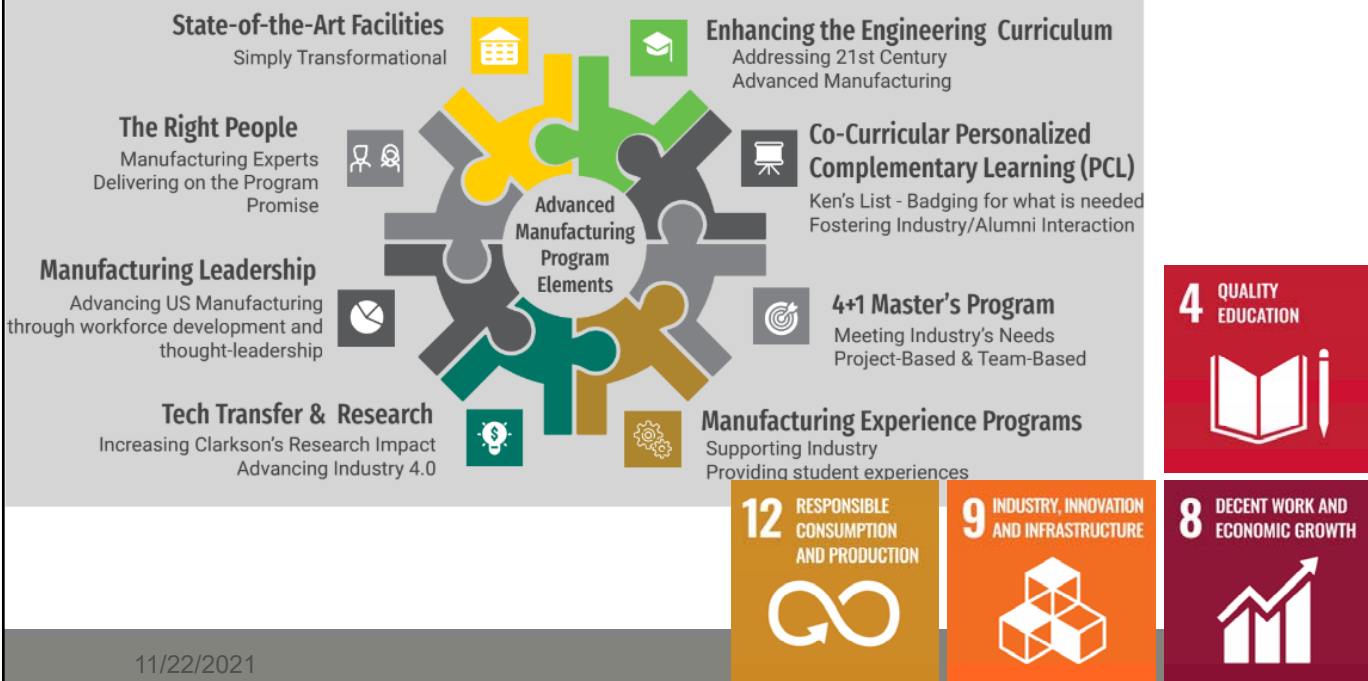 State-of-the-Art Facilities
Simply Transformational
Enhancing the Engineering Curriculum
Addressing 21st Century
Advanced Manufacturing
The Right People
Manufacturing Experts
Delivering on the Program
Promise
Co-Curricular Personalized
Complementary Learning (PCL)
Ken's List - Badging for what is needed
Fostering Industry/Alumni Interaction
Advanced
Manufacturing
Program
Elements
Manufacturing Leadership
Advancing US Manufacturing
through workforce development and
thought-leadership
4+1 Master's Program
Meeting Industry's Needs
Project-Based & Team-Based
Tech Transfer & Research
Increasing Clarkson's Research Impact
Advancing Industry 4.0
Manufacturing Experience Programs
Supporting Industry
Providing student experiences
4 QUALITY
EDUCATION
12 RESPONSIBLE
CONSUMPTION
AND PRODUCTION
9 INDUSTRY, INNOVATION
AND INFRASTRUCTURE
8 DECENT WORK AND
ECONOMIC GROWTH
11/22/2021